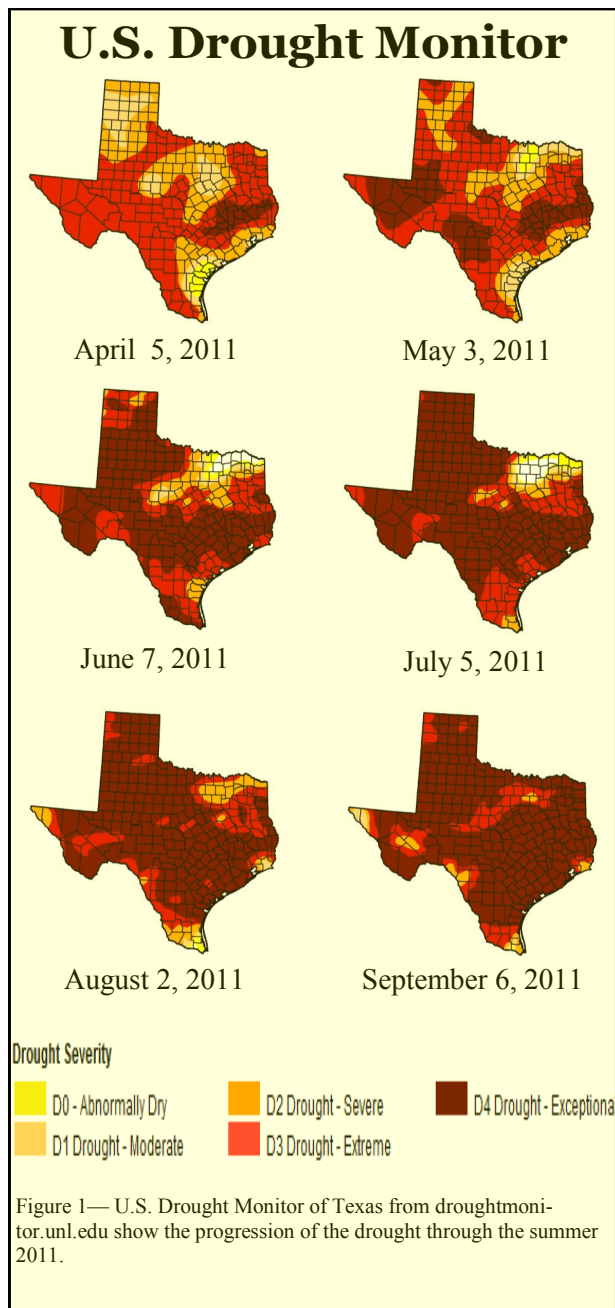 U.S. Drought Monitor
April 5, 2011
May 3, 2011
June 7, 2011
July 5, 2011
August 2, 2011
September 6, 2011
Drought Severity
D0 - Abnormally Dry
D2 Drought - Severe
D4 Drought - Exceptiona
D1 Drought - Moderate
D3 Drought - Extreme
Figure 1— U.S. Drought Monitor of Texas from droughtmoni-
tor.unl.edu show the progression of the drought through the summer
2011.